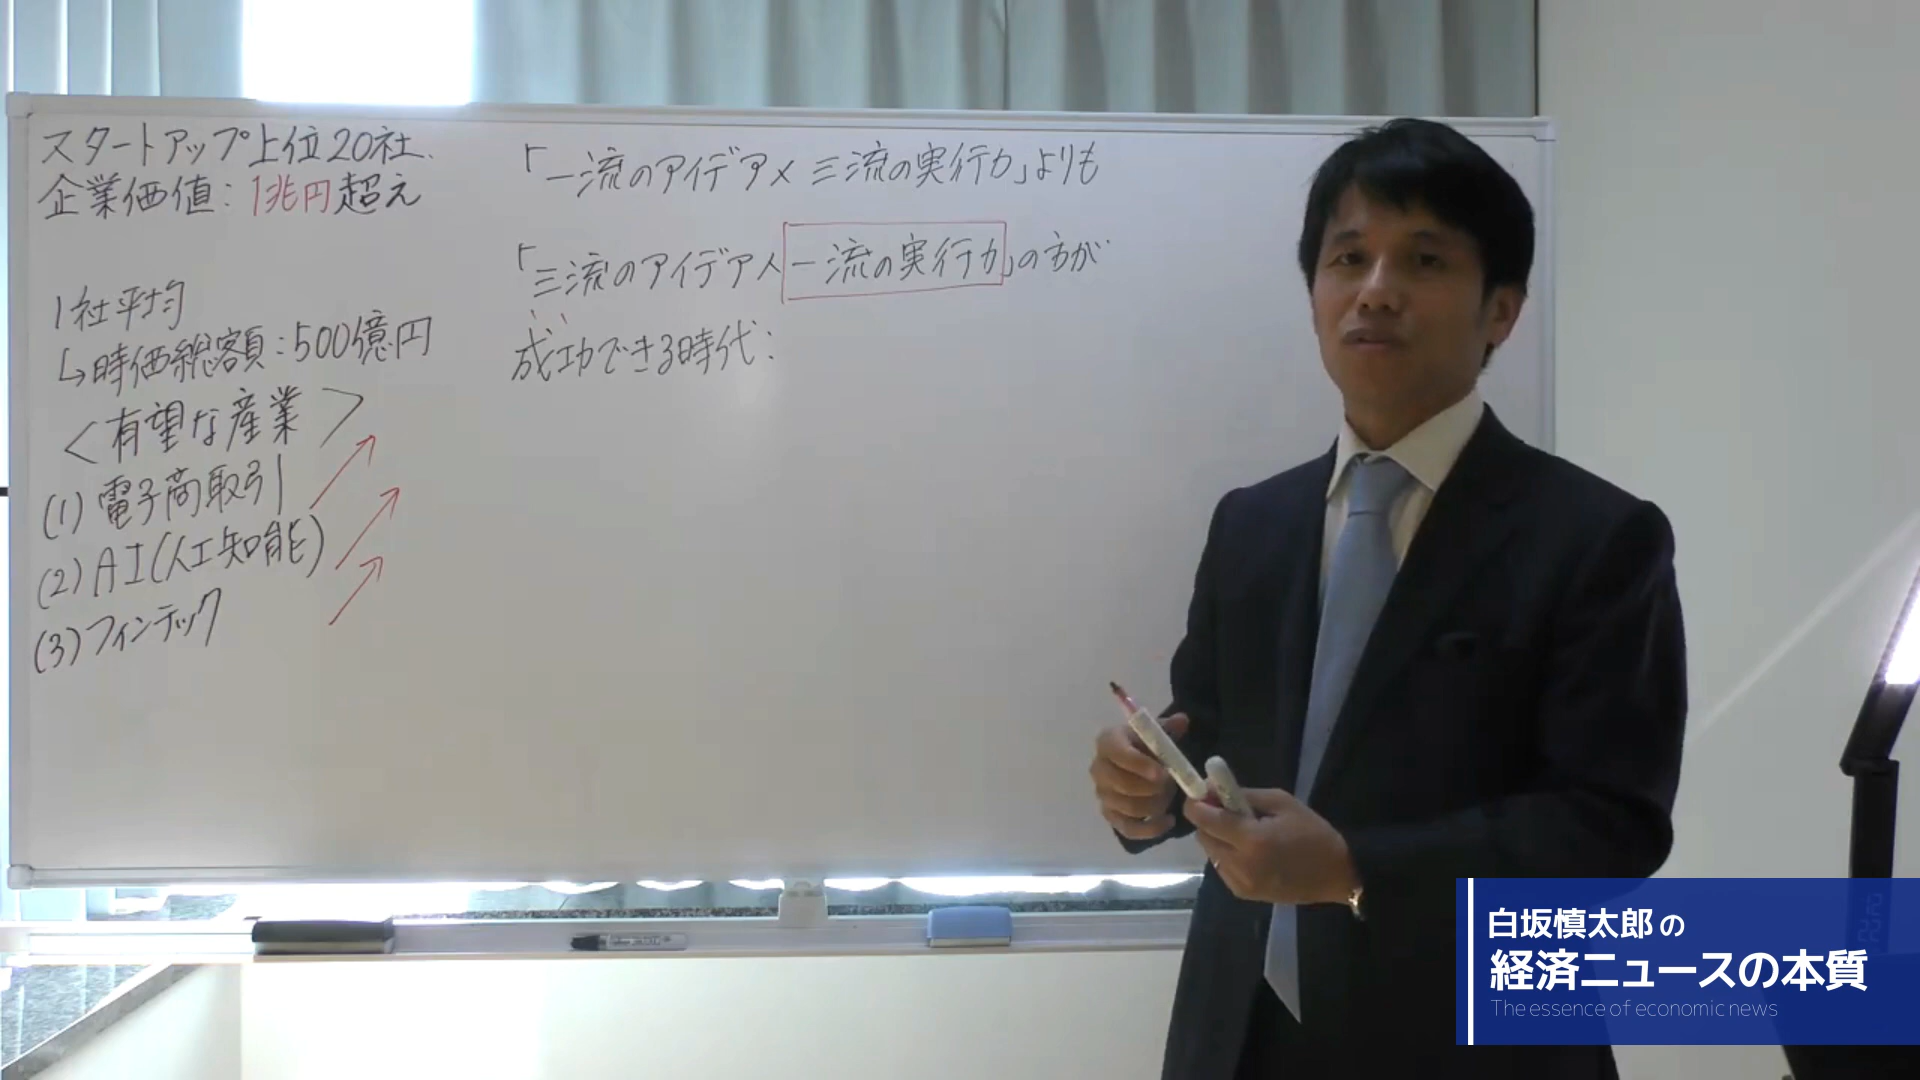 スタートアップ上位20社、
企業価値：1兆円超え
1社平均
↳時価総額：500億円
＜有望な産業＞
(1)電子商取引
(2)AI(人工知能)
(3)フィンテック
「一流のアイデア×三流の実行力」よりも
「三流のアイデア×一流の実行力」の方が
成功できる時代：
白坂慎太郎の
経済ニュースの本質
The essence of economic news